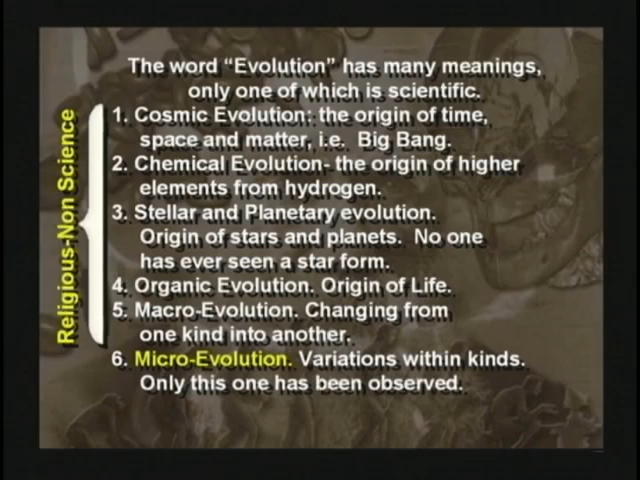 The word “Evolution” has many meanings,
only one of which is scientific.
Religious-Non Science
1. Cosmic Evolution: the origin of time,
space and matter, i.e. Big Bang.
2. Chemical Evolution- the origin of higher
elements from hydrogen.
3. Stellar and Planetary evolution.
Origin of stars and planets. No one
has ever seen a star form.
4. Organic Evolution. Origin of Life.
5. Macro-Evolution. Changing from
one kind into another.
6. Micro-Evolution. Variations within kinds.
Only this one has been observed.